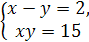 x − y = 2,
xy = 15